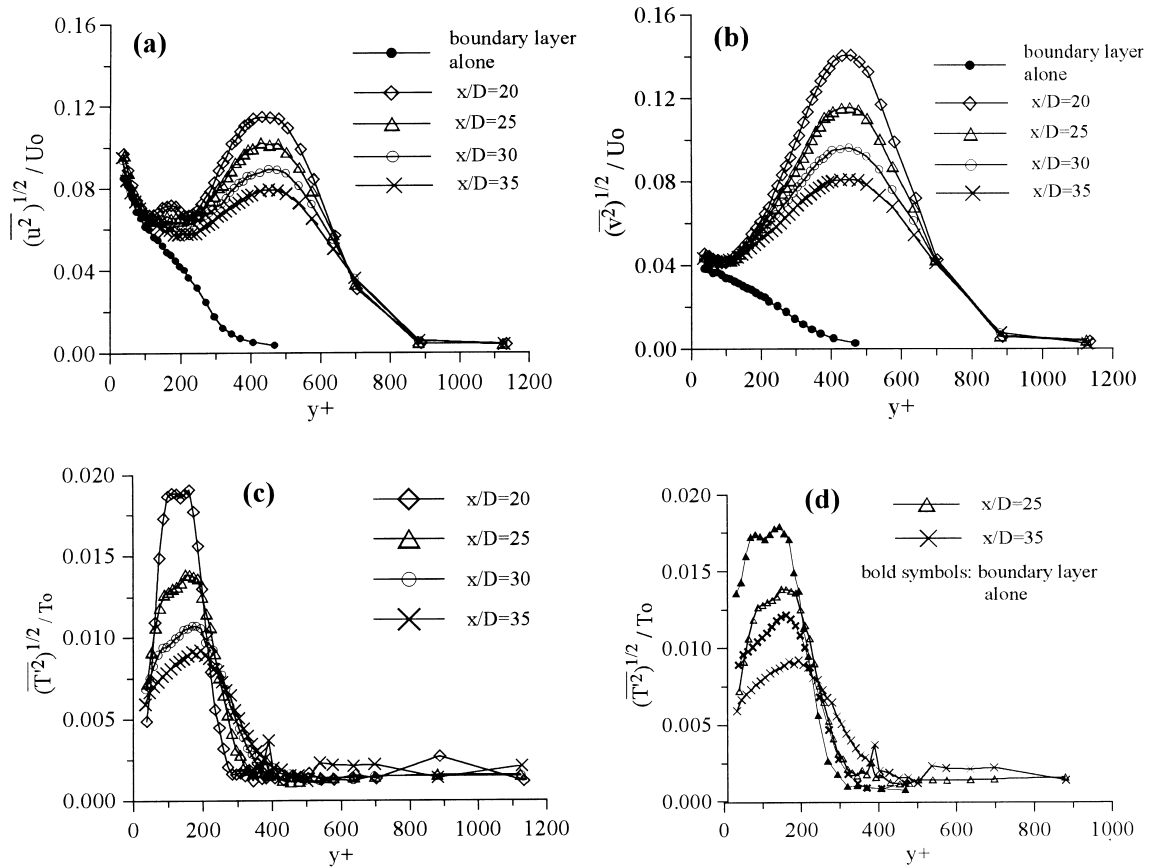 (a)
boundary layer
alone
x/D=20
x/D=25
x/D=30
x/D=35
0.16
0.12
0.08
0.04
0.00
(u²)^1/2 / Uo
0 200 400 600 800 1000 1200
y+
(b)
boundary layer
alone
x/D=20
x/D=25
x/D=30
x/D=35
0.16
0.12
0.08
0.04
0.00
(v²)^1/2 / Uo
0 200 400 600 800 1000 1200
y+
(c)
x/D=20
x/D=25
x/D=30
x/D=35
0.020
0.015
0.010
0.005
0.000
(T'²)^1/2 / To
0 200 400 600 800 1000 1200
y+
(d)
x/D=25
x/D=35
bold symbols: boundary layer
alone
0.020
0.015
0.010
0.005
0.000
(T'²)^1/2 / To
0 200 400 600 800 1000
y+